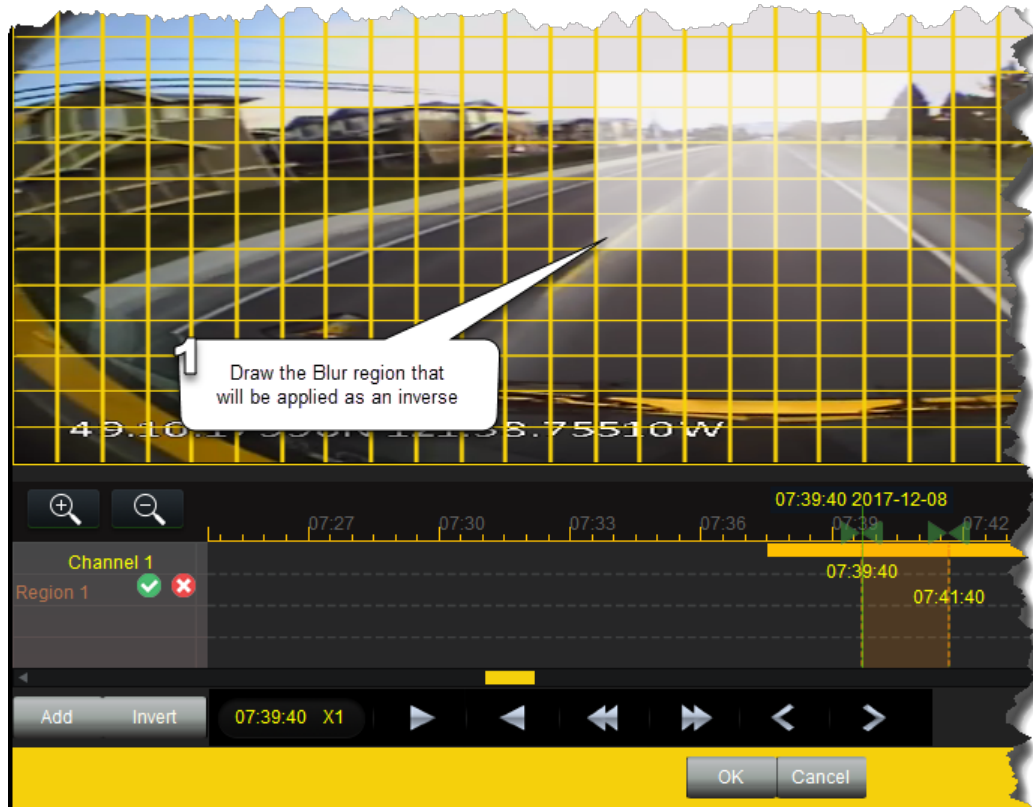 1
Draw the Blur region that
will be applied as an inverse
07:39:40 2017-12-08
07:27 07:30 07:33 07:36 07:39 07:42
Channel 1
Region 1
07:39:40
07:41:40
Add Invert 07:39:40 X1
OK Cancel